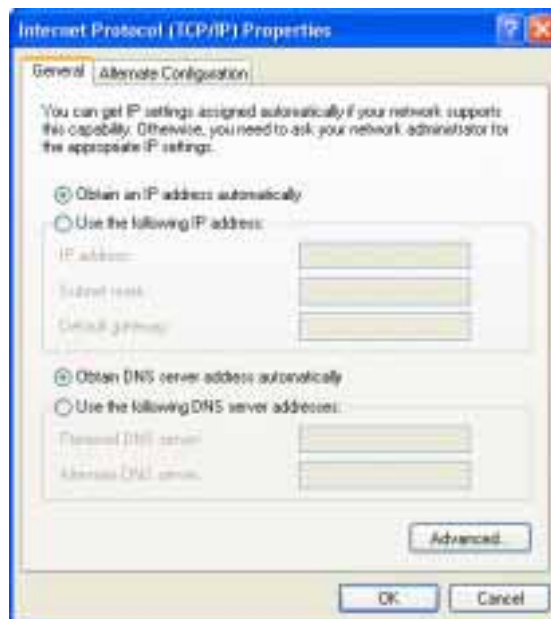 Internet Protocol (TCP/IP) Properties
General
Alternate Configuration
You can get IP settings assigned automatically if your network supports
this capability. Otherwise, you need to ask your network administrator for
the appropriate IP settings.
Obtain an IP address automatically
Use the following IP address:
IP address:
Subnet mask:
Default gateway:
Obtain DNS server address automatically
Use the following DNS server addresses:
Preferred DNS server:
Alternate DNS server:
Advanced...
OK
Cancel